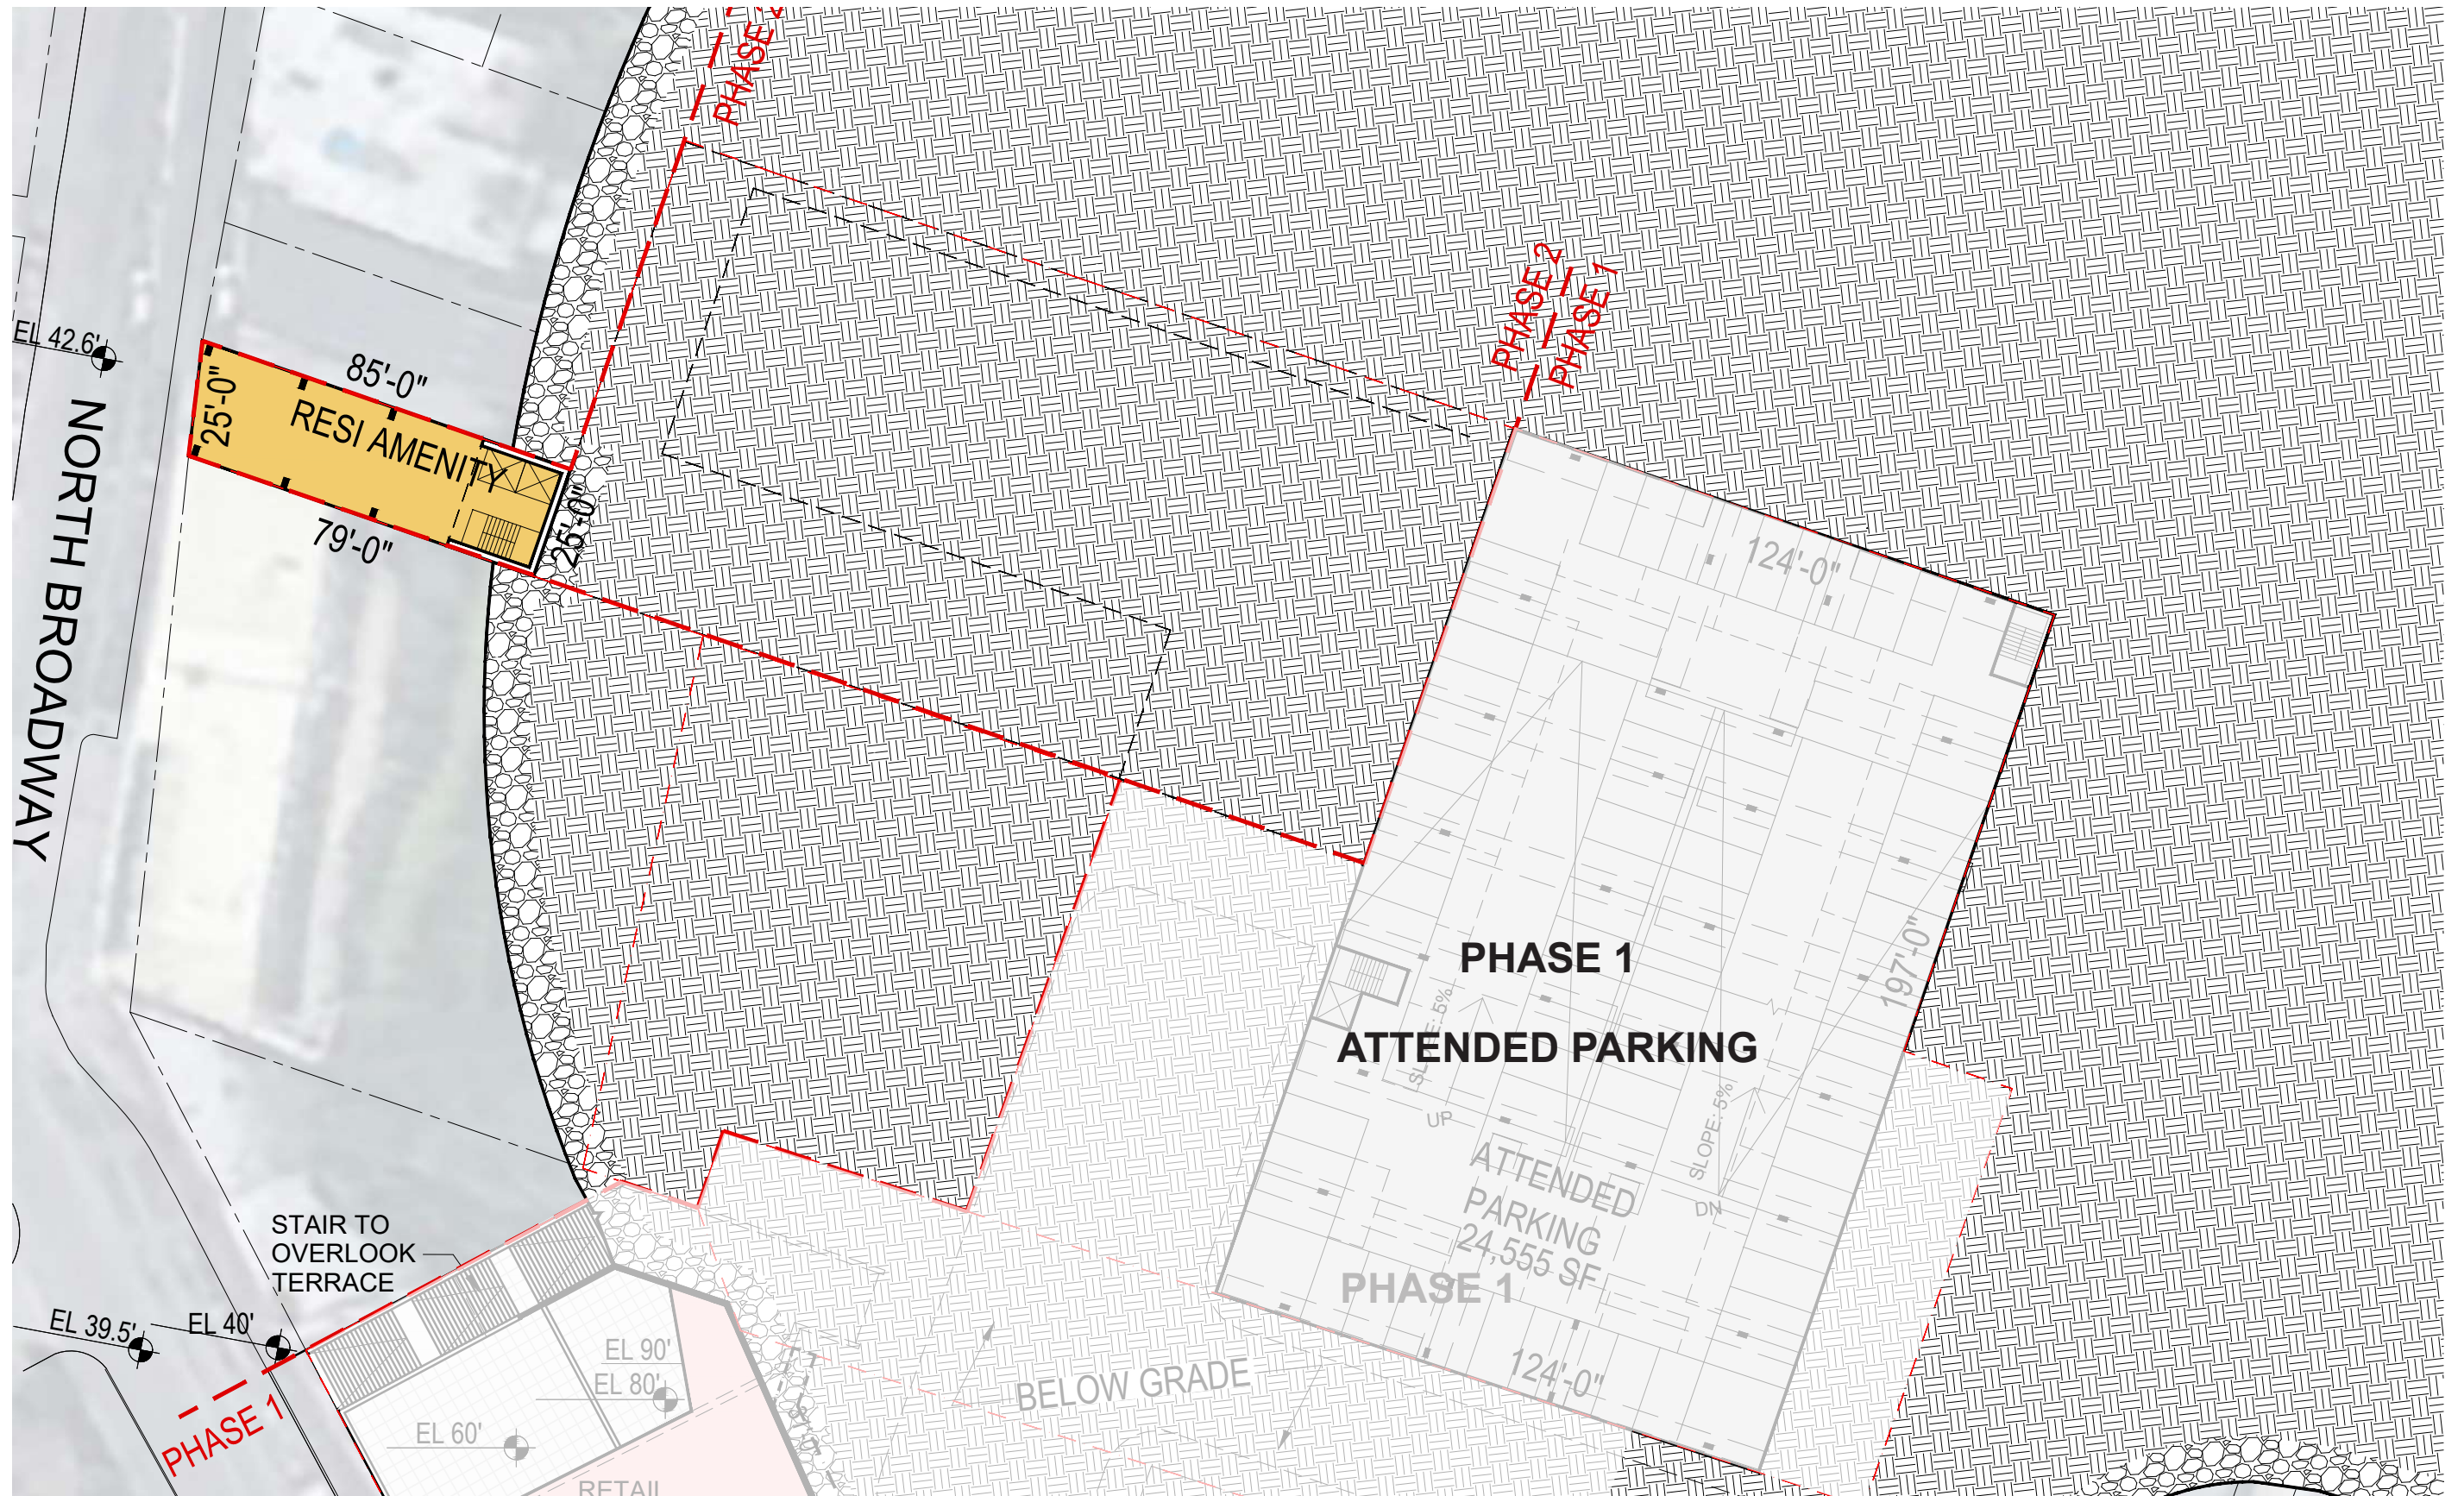 PHASE 2
PHASE 2
PHASE 1
EL 42.6'
NORTH BROADWAY
85'-0"
25'-0"
RESI AMENITY
25'-0"
79'-0"
124'-0"
PHASE 1
ATTENDED PARKING
197'-0"
SLOPE: 5%
UP
SLOPE: 5%
DN
ATTENDED
PARKING
24,555 SF
PHASE 1
124'-0"
STAIR TO
OVERLOOK
TERRACE
EL 39.5'
EL 40'
PHASE 1
EL 90'
EL 80'
EL 60'
RETAIL
BELOW GRADE